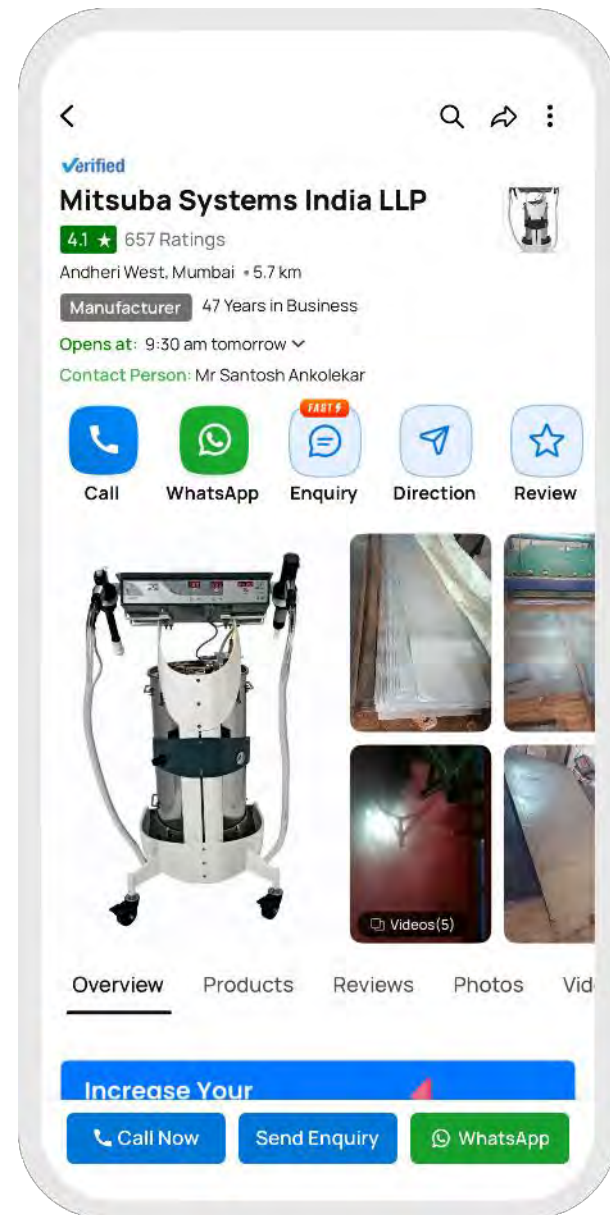 Verified
Mitsuba Systems India LLP
4.1 ★ 657 Ratings
Andheri West, Mumbai • 5.7 km
Manufacturer 47 Years in Business
Opens at: 9:30 am tomorrow
Contact Person: Mr Santosh Ankolekar
FAST
Call WhatsApp Enquiry Direction Review
Videos(5)
Overview Products Reviews Photos Vid
Increase Your
Call Now Send Enquiry WhatsApp